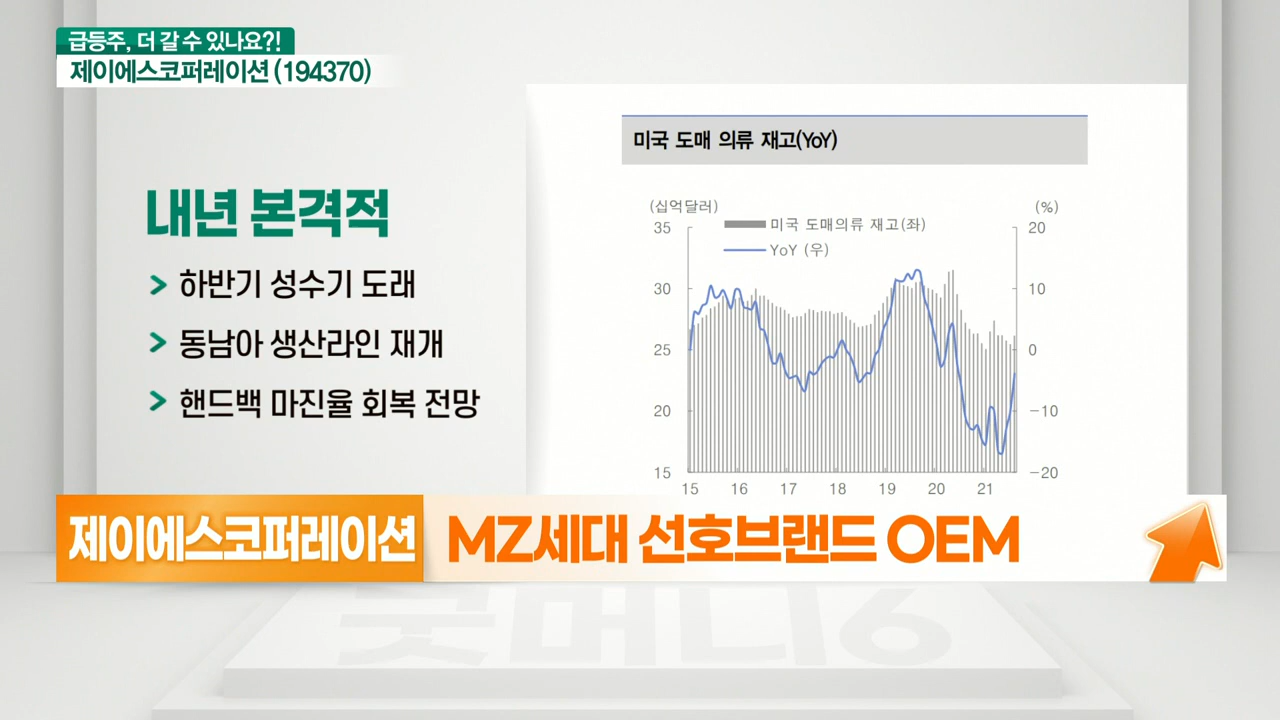 급등주, 더 갈 수 있나요?!
제이에스코퍼레이션 (194370)
내년 본격적
> 하반기 성수기 도래
> 동남아 생산라인 재개
> 핸드백 마진율 회복 전망
미국 도매 의류 재고(YoY)
(십억달러) (%)
미국 도매의류 재고(좌)
YoY (우)
35 20
30 10
25 0
20 -10
15 -20
15 16 17 18 19 20 21
제이에스코퍼레이션 MZ세대 선호브랜드 OEM
굿머니6